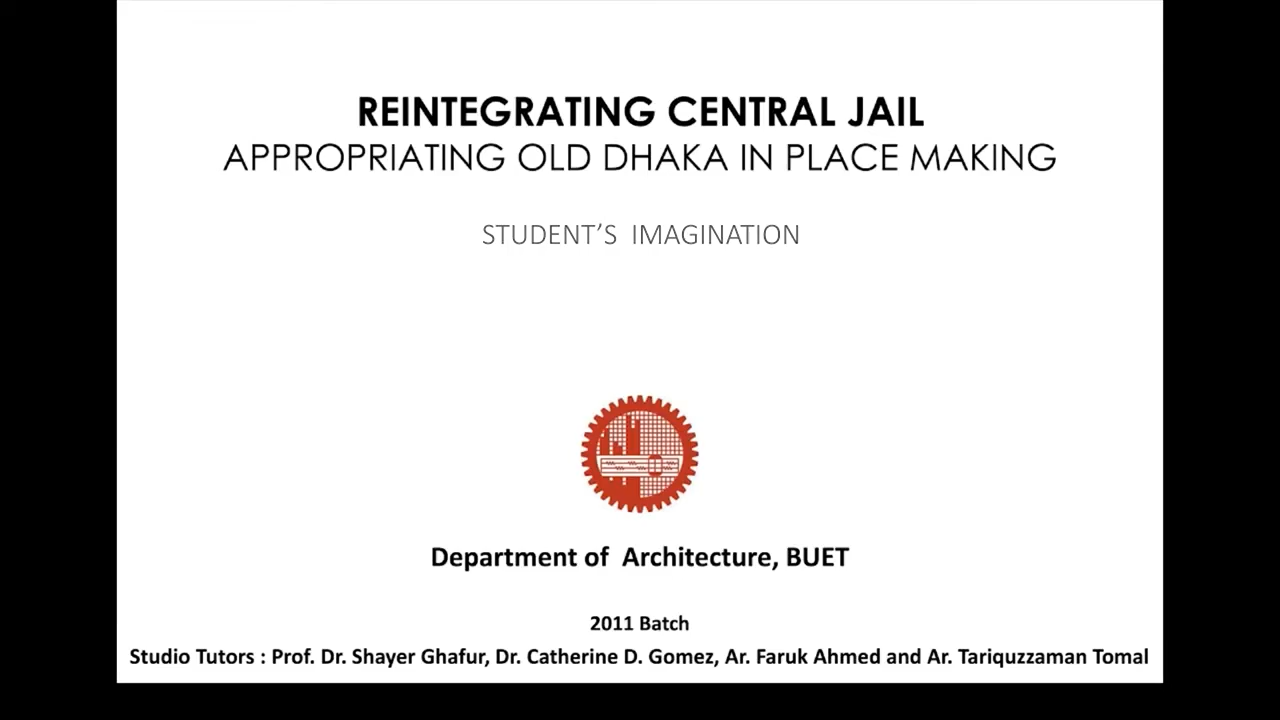 REINTEGRATING CENTRAL JAIL
APPROPRIATING OLD DHAKA IN PLACE MAKING
STUDENT’S IMAGINATION
Department of Architecture, BUET
2011 Batch
Studio Tutors : Prof. Dr. Shayer Ghafur, Dr. Catherine D. Gomez, Ar. Faruk Ahmed and Ar. Tariquzzaman Tomal